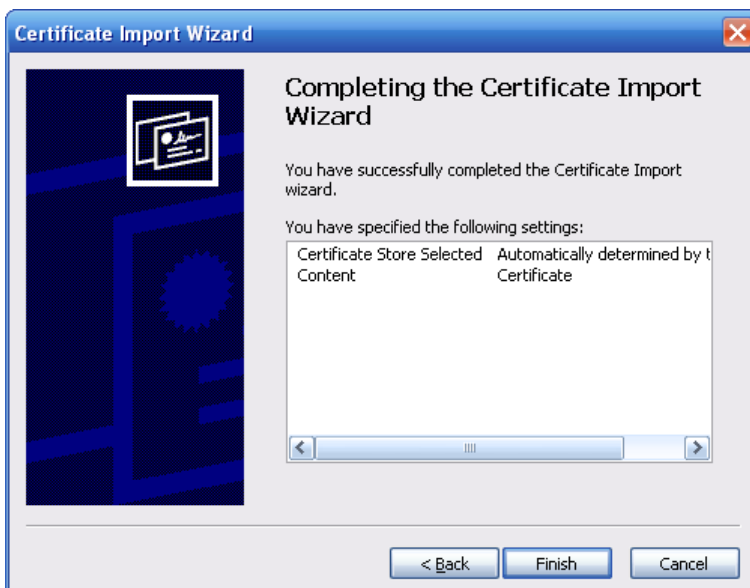 Certificate Import Wizard
Completing the Certificate Import
Wizard
You have successfully completed the Certificate Import
wizard.
You have specified the following settings:
Certificate Store Selected Automatically determined by t
Content Certificate
< Back Finish Cancel